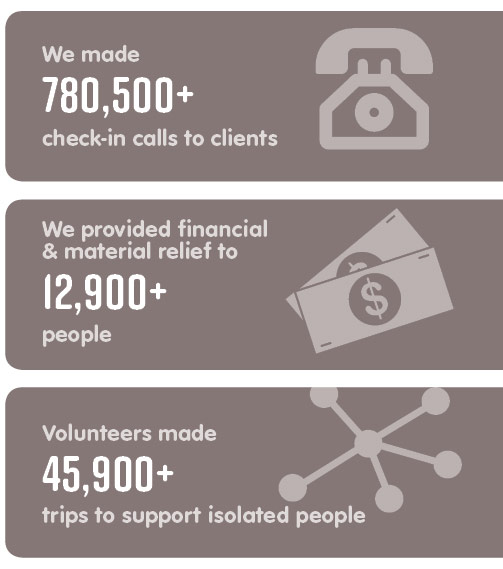 We made
780,500+
check-in calls to clients
We provided financial
& material relief to
12,900+
people
$
Volunteers made
45,900+
trips to support isolated people